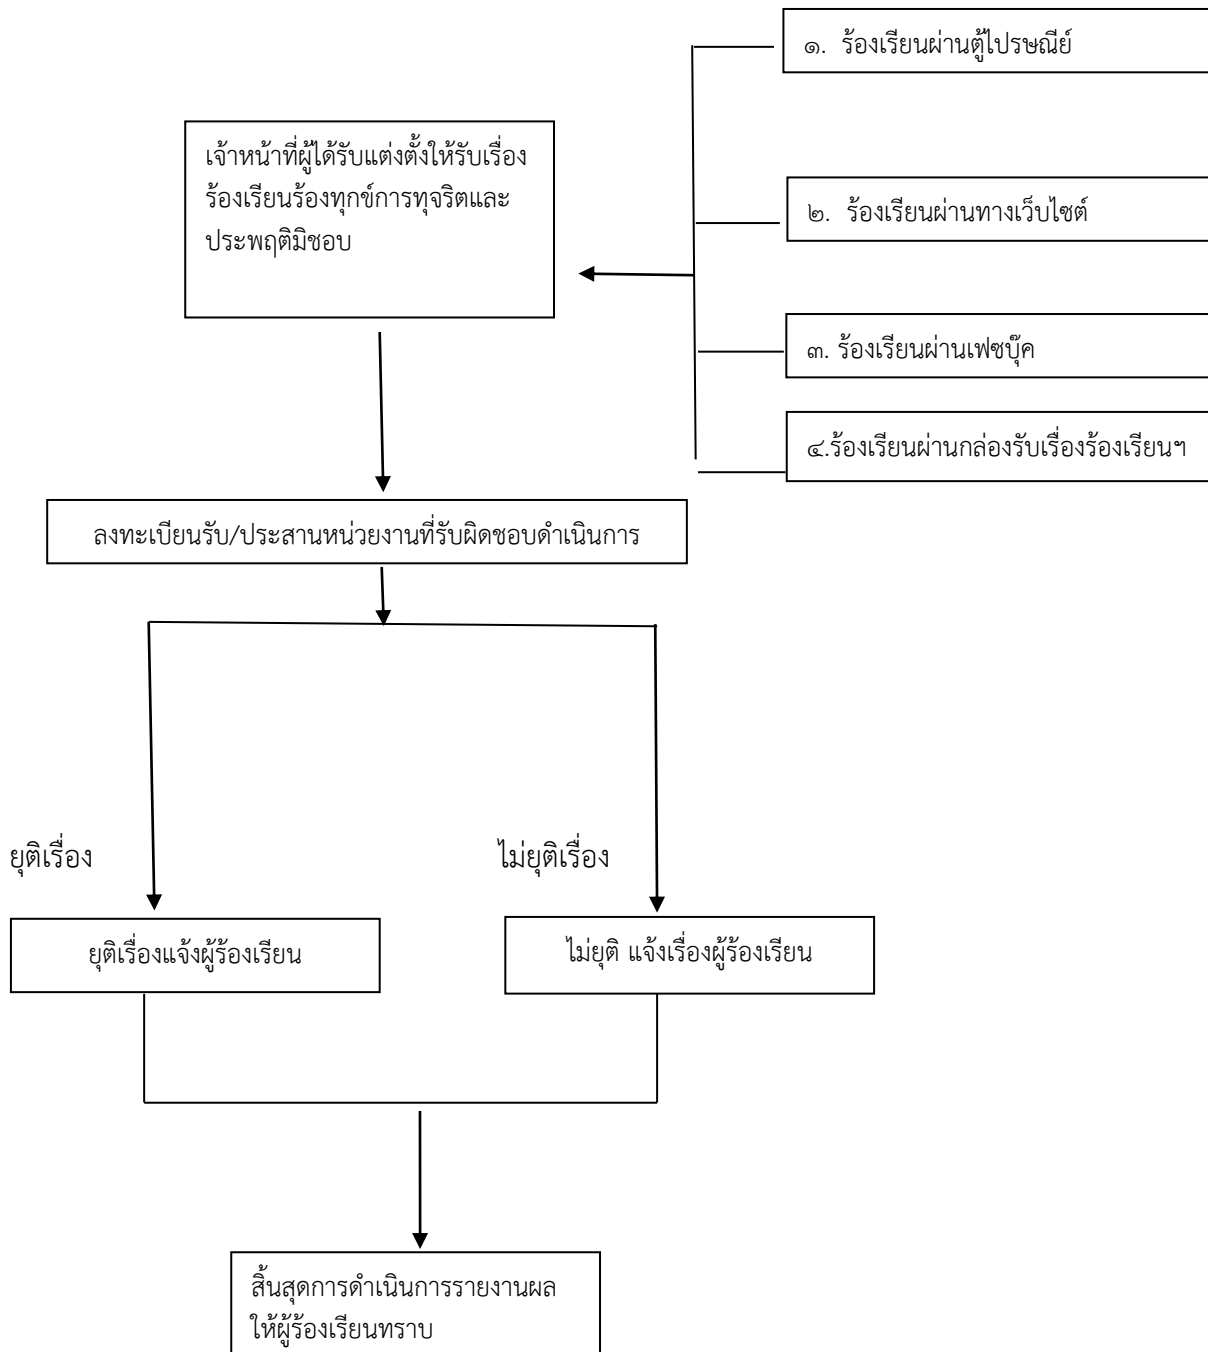 ๑. ร้องเรียนผ่านตู้ไปรษณีย์
เจ้าหน้าที่ผู้ได้รับแต่งตั้งให้รับเรื่อง
ร้องเรียนร้องทุกข์การทุจริตและ
ประพฤติมิชอบ
๒. ร้องเรียนผ่านทางเว็บไซต์
๓. ร้องเรียนผ่านเฟซบุ๊ค
๔.ร้องเรียนผ่านกล่องรับเรื่องร้องเรียนฯ
ลงทะเบียนรับ/ประสานหน่วยงานที่รับผิดชอบดำเนินการ
ยุติเรื่อง
ไม่ยุติเรื่อง
ยุติเรื่องแจ้งผู้ร้องเรียน
ไม่ยุติ แจ้งเรื่องผู้ร้องเรียน
สิ้นสุดการดำเนินการรายงานผล
ให้ผู้ร้องเรียนทราบ